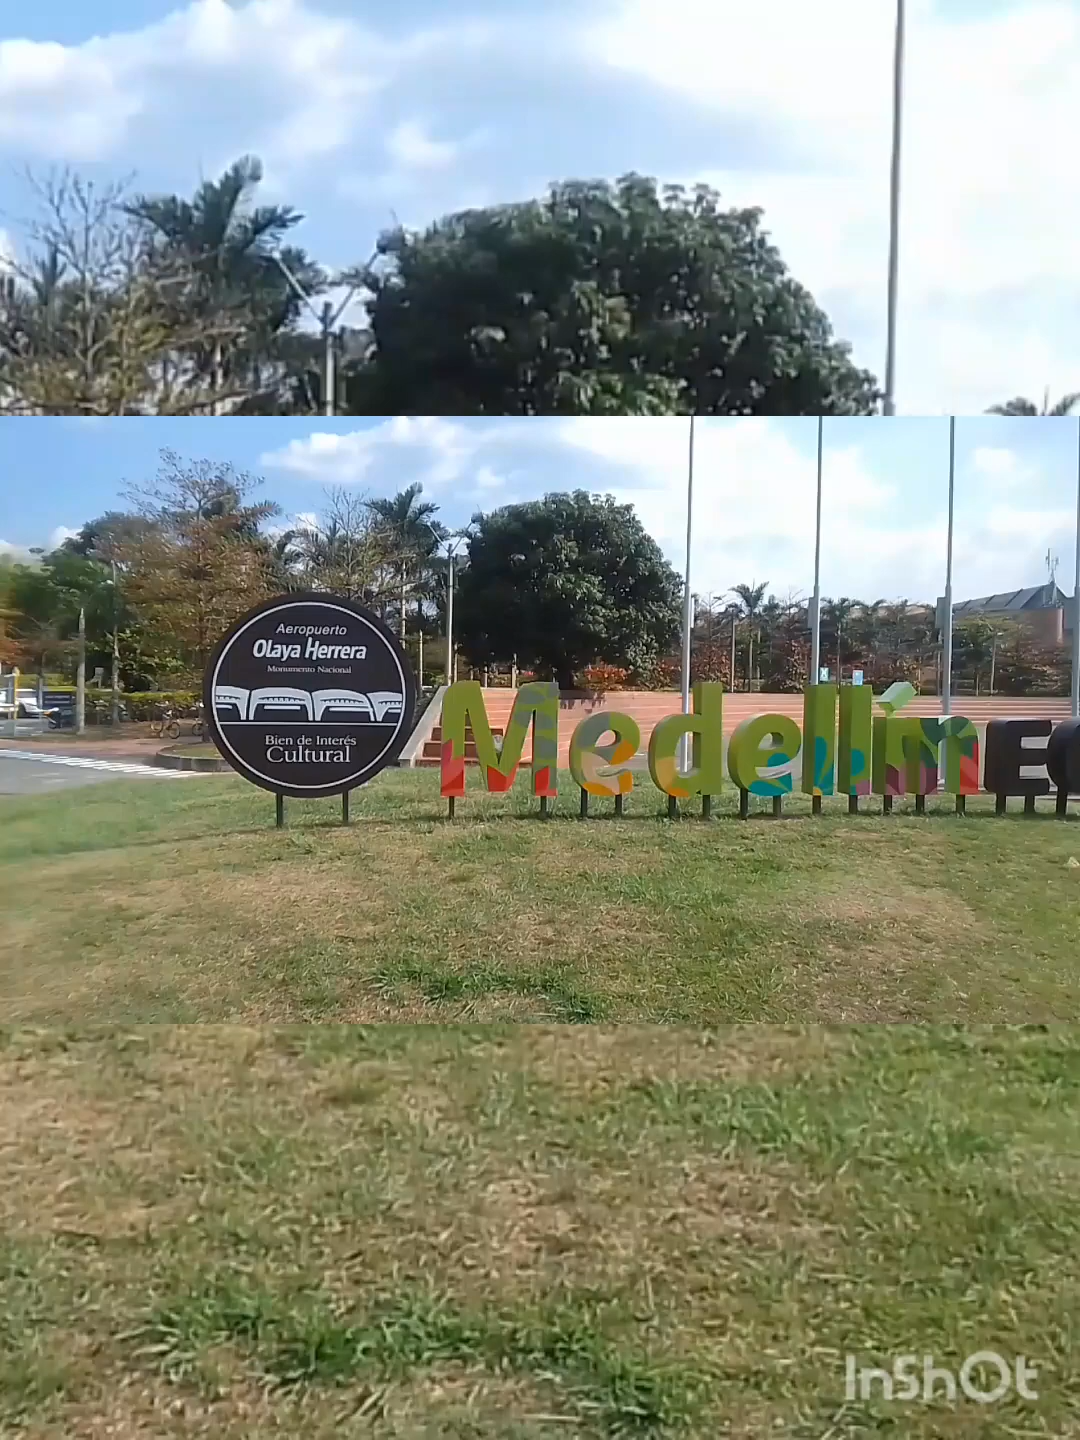 Aeropuerto
Olaya Herrera
Monumento Nacional
Bien de Interés
Cultural
Medellín
InShOt